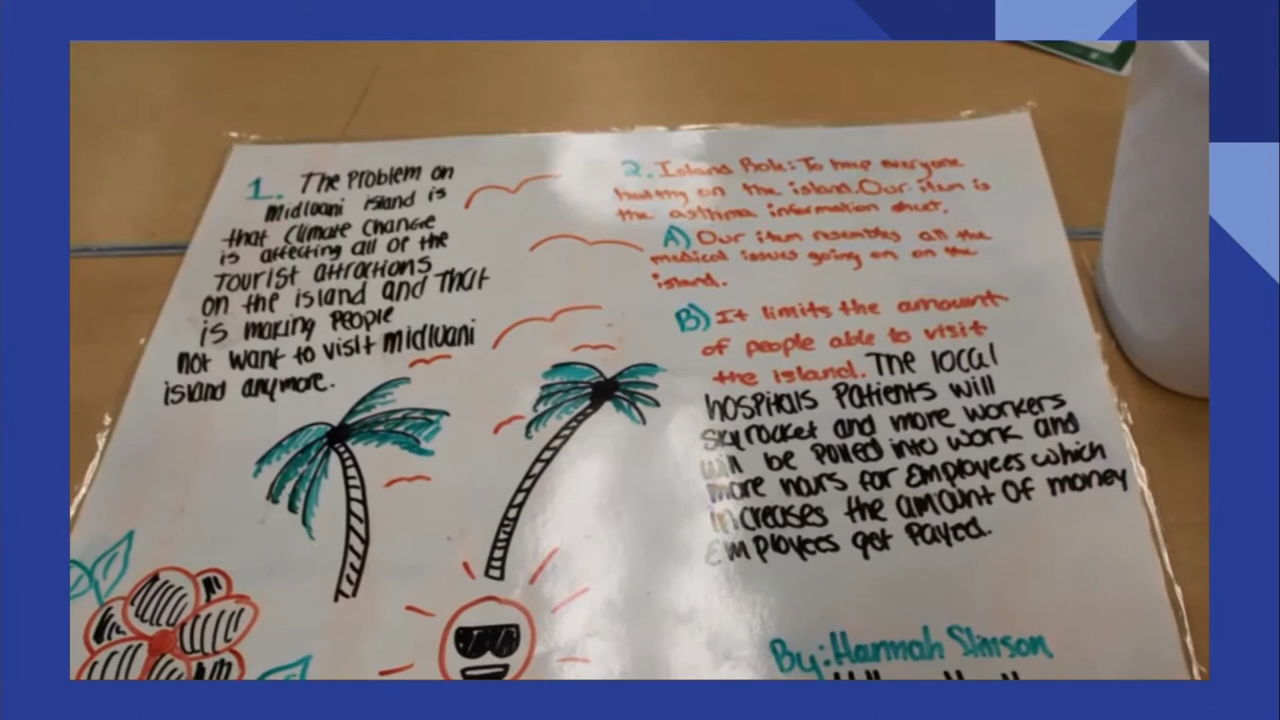 1. The Problem on
midluani island is
that Climate Change
is affecting all of the
Tourist attractions
on the island and That
is making People
not want to visit midluani
island anymore.
2. Island Role: To keep everyone
healthy on the island. Our item is
the asthma information sheet.
A) Our item resembles all the
medical issues going on on the
island.
B) It limits the amount
of people able to visit
the island. The local
hospitals Patients will
skyrocket and more workers
will be Polled into work and
more hours for Employees which
increases the amount of money
Employees get Payed.
By: Hannah Stinson